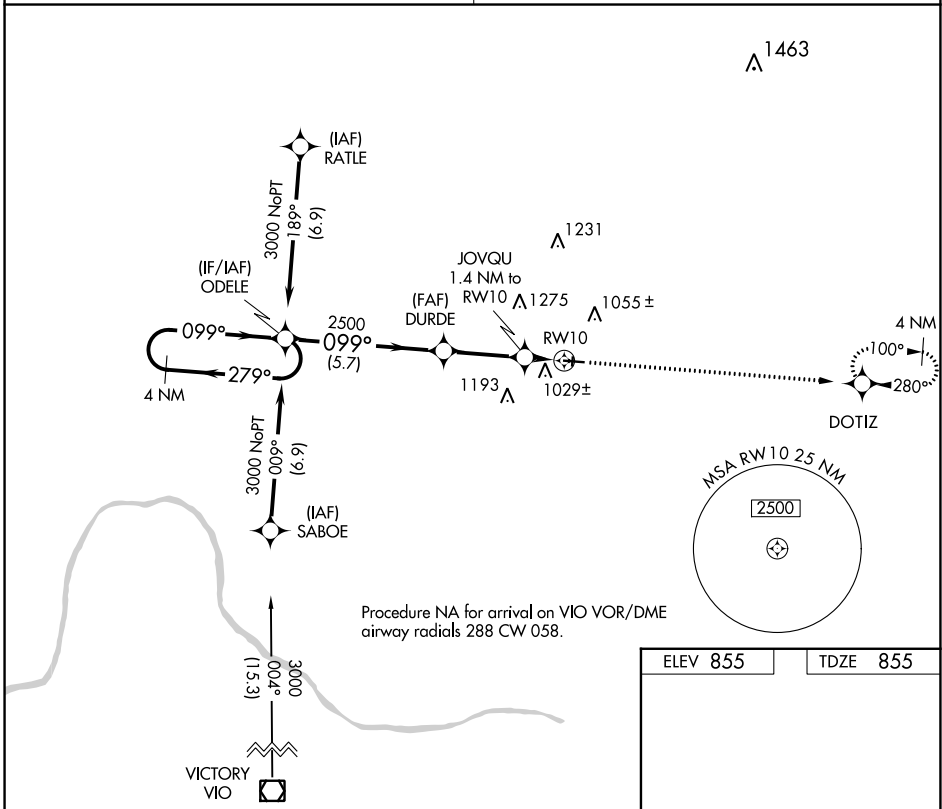 1463
(IAF)
RATLE
3000 NoPT
189°
(6.9)
1231
(IF/IAF)
ODELE
JOVQU
1.4 NM to
RW10
1275
1055 ±
(FAF)
DURDE
RW10
2500
099°
(5.7)
099°
279°
4 NM
4 NM
100°
280°
1193
1029±
DOTIZ
3000 NoPT
009°
(6.9)
(IAF)
SABOE
MSA RW10 25 NM
2500
Procedure NA for arrival on VIO VOR/DME
airway radials 288 CW 058.
3000
004°
(15.3)
VICTORY
VIO
ELEV 855
TDZE 855